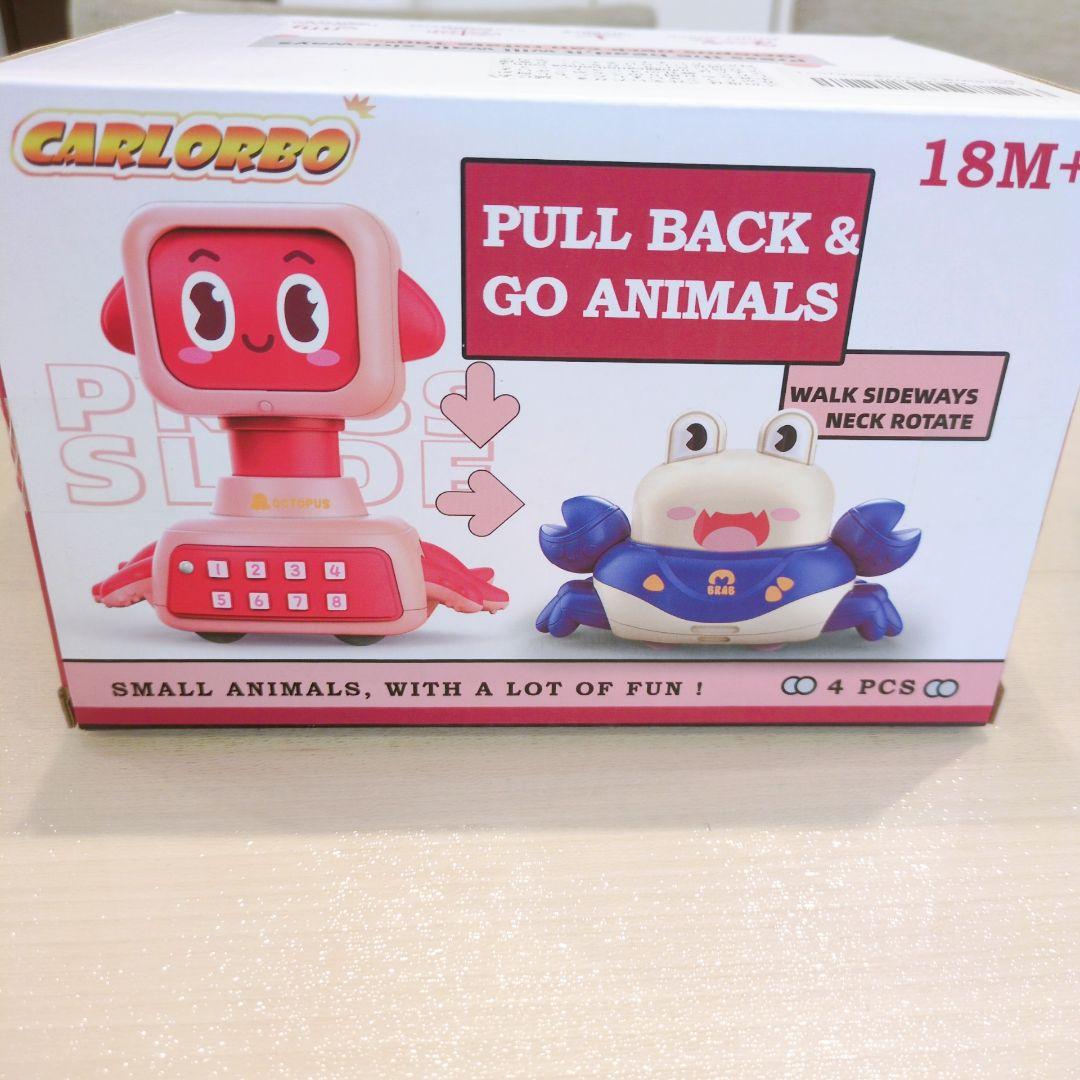 CARLORBO
18M+
PULL BACK &
GO ANIMALS
WALK SIDEWAYS
NECK ROTATE
OCTOPUS
1 2 3 4
5 6 7 8
BRAB
SMALL ANIMALS, WITH A LOT OF FUN !
4 PCS